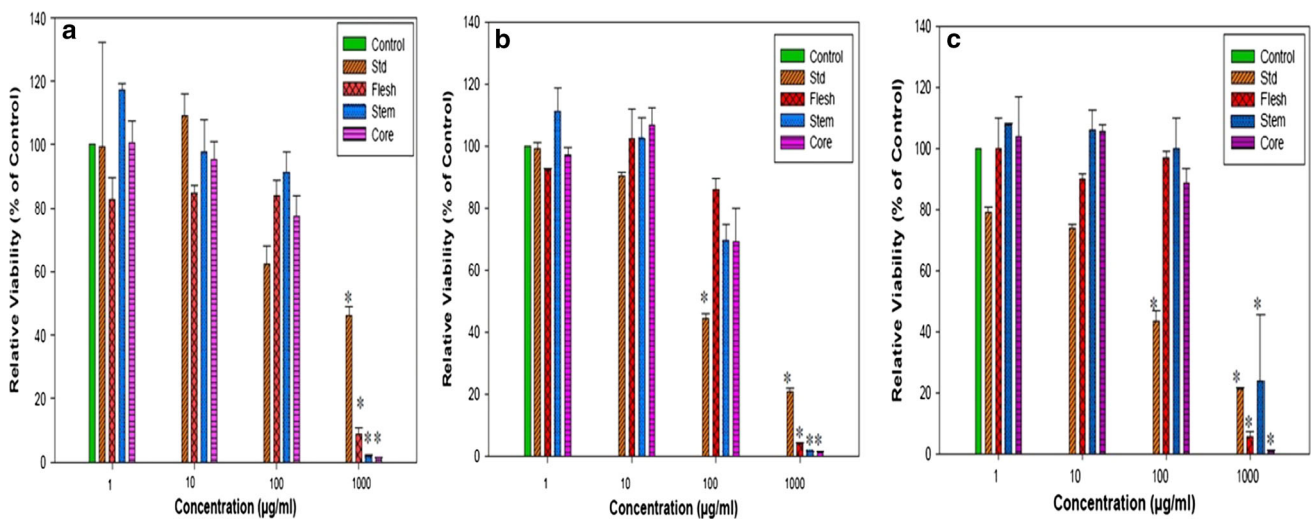 a
140
120
100
80
60
40
20
0
Relative Viability (% of Control)
Control
Std
Flesh
Stem
Core
*
*
**
1
10
100
1000
Concentration (µg/ml)
b
140
120
100
80
60
40
20
0
Relative Viability (% of Control)
Control
Std
Flesh
Stem
Core
*
*
*
**
1
10
100
1000
Concentration (µg/ml)
c
140
120
100
80
60
40
20
0
Relative Viability (% of Control)
Control
Std
Flesh
Stem
Core
*
*
*
*
*
1
10
100
1000
Concentration (µg/ml)